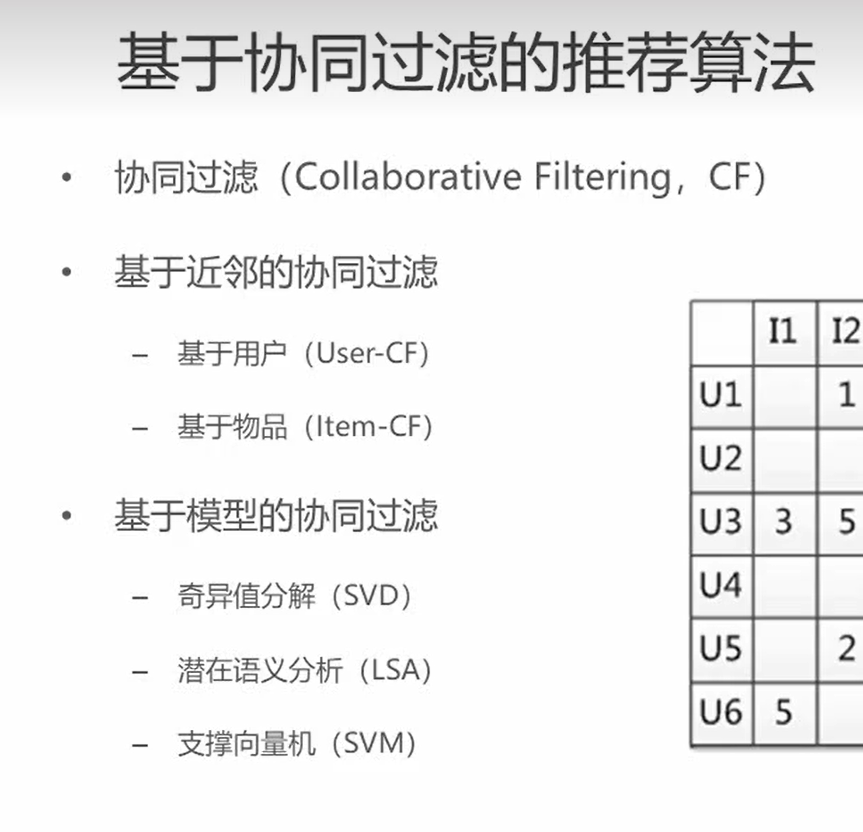 基于协同过滤的推荐算法
• 协同过滤（Collaborative Filtering，CF）
• 基于近邻的协同过滤
– 基于用户（User-CF）
– 基于物品（Item-CF）
• 基于模型的协同过滤
– 奇异值分解（SVD）
– 潜在语义分析（LSA）
– 支撑向量机（SVM）
I1 I2
U1 1
U2
U3 3 5
U4
U5 2
U6 5